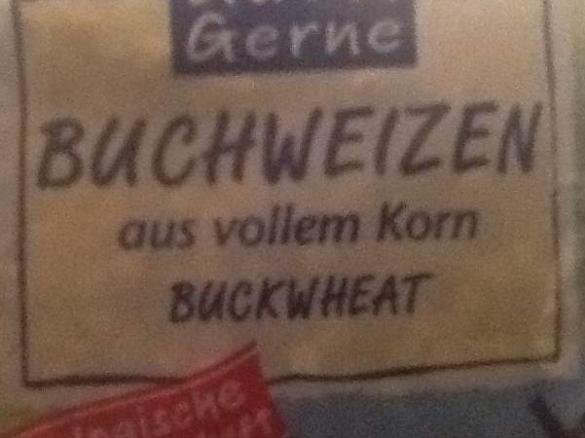 Gerne
BUCHWEIZEN
aus vollem Korn
BUCKWHEAT